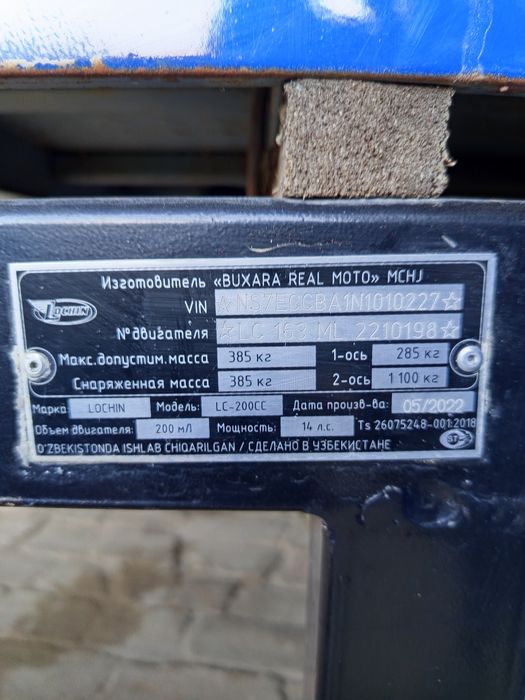 Изготовитель «BUXARA REAL MOTO» MCHJ
LOCHIN
VIN ☆NS7ECCBA1N1010227☆
№двигателя ☆LC 163 ML 2210198☆
Макс.допустим.масса 385 кг 1-ось 285 кг
Снаряженная масса 385 кг 2-ось 1 100 кг
Марка: LOCHIN Модель: LC-200CC Дата произв-ва: 05/2022
Объем двигателя: 200 мЛ Мощность: 14 л.с. Ts 26075248-001:2018
O'ZBEKISTONDA ISHLAB CHIQARILGAN / СДЕЛАНО В УЗБЕКИСТАНЕ